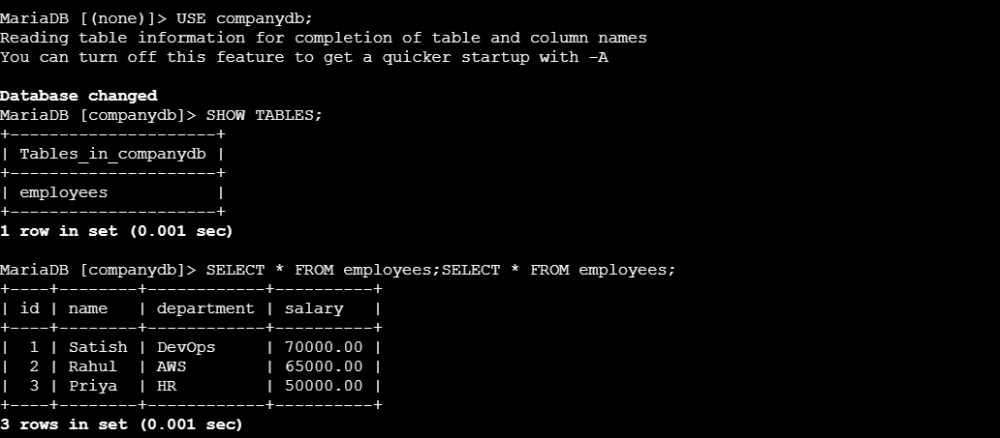 MariaDB [(none)]> USE companydb;
Reading table information for completion of table and column names
You can turn off this feature to get a quicker startup with -A
Database changed
MariaDB [companydb]> SHOW TABLES;
+---------------------+
| Tables_in_companydb |
+---------------------+
| employees           |
+---------------------+
1 row in set (0.001 sec)
MariaDB [companydb]> SELECT * FROM employees;SELECT * FROM employees;
+----+--------+------------+----------+
| id | name   | department | salary   |
+----+--------+------------+----------+
|  1 | Satish | DevOps     | 70000.00 |
|  2 | Rahul  | AWS        | 65000.00 |
|  3 | Priya  | HR         | 50000.00 |
+----+--------+------------+----------+
3 rows in set (0.001 sec)